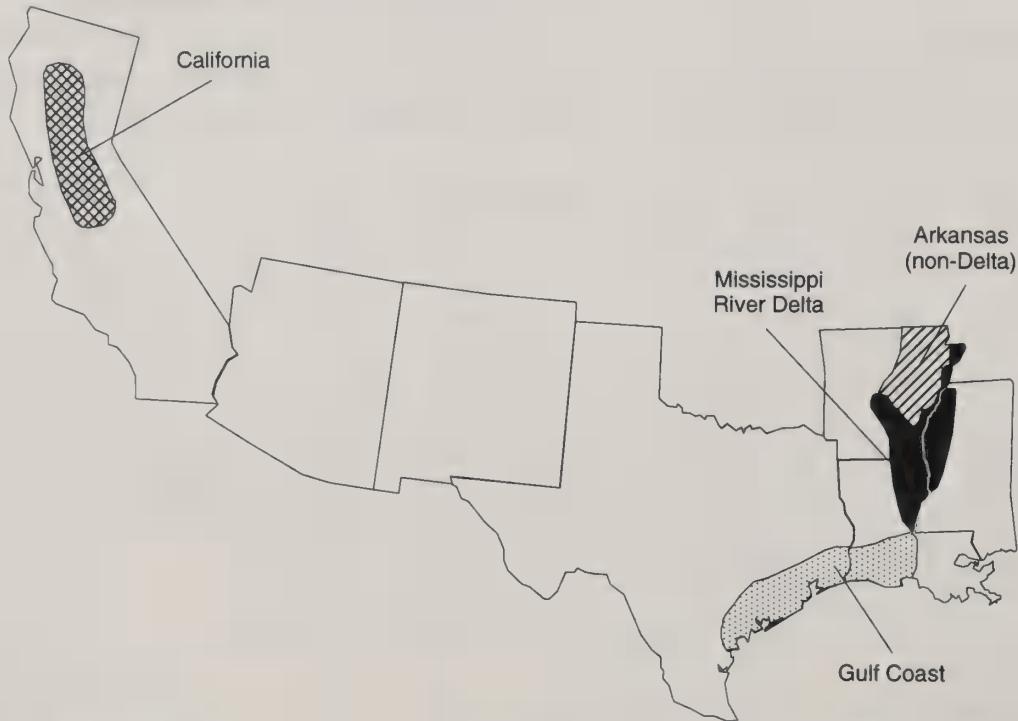 California
Arkansas
(non-Delta)
Mississippi
River Delta
Gulf Coast